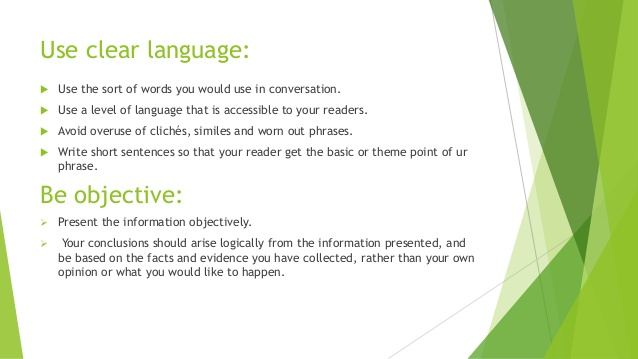 Use clear language:
Use the sort of words you would use in conversation.
Use a level of language that is accessible to your readers.
Avoid overuse of clichés, similes and worn out phrases.
Write short sentences so that your reader get the basic or theme point of ur
phrase.
Be objective:
Present the information objectively.
Your conclusions should arise logically from the information presented, and
be based on the facts and evidence you have collected, rather than your own
opinion or what you would like to happen.